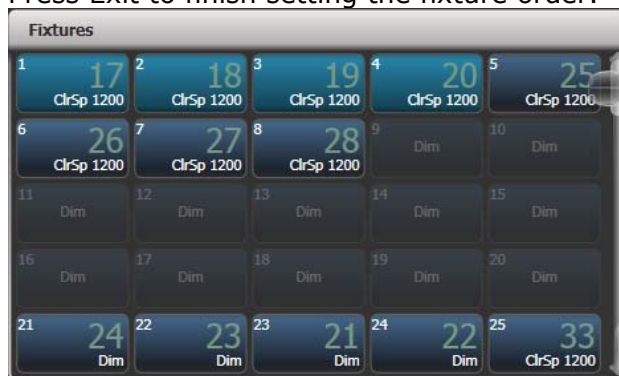 Press Exit to finish setting the fixture order.
Fixtures
1 17 2 18 3 19 4 20 5 25
ClrSp 1200 ClrSp 1200 ClrSp 1200 ClrSp 1200 ClrSp 1200
6 26 7 27 8 28 9 10
ClrSp 1200 ClrSp 1200 ClrSp 1200 Dim Dim
11 12 13 14 15
Dim Dim Dim Dim Dim
16 17 18 19 20
Dim Dim Dim Dim Dim
21 24 22 23 23 21 24 22 25 33
Dim Dim Dim Dim ClrSp 1200